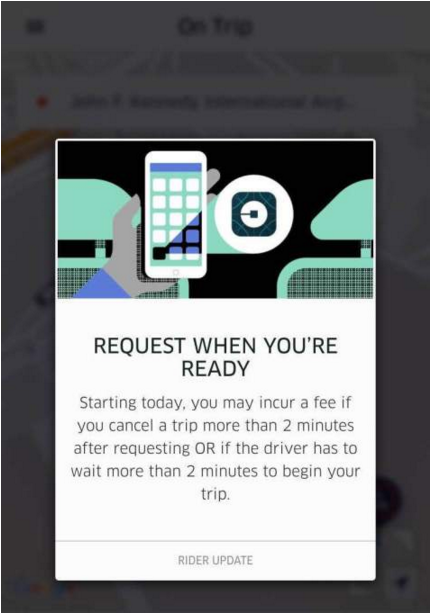 On Trip
John F. Kennedy International Airp...
REQUEST WHEN YOU'RE
READY
Starting today, you may incur a fee if
you cancel a trip more than 2 minutes
after requesting OR if the driver has to
wait more than 2 minutes to begin your
trip.
RIDER UPDATE
Google